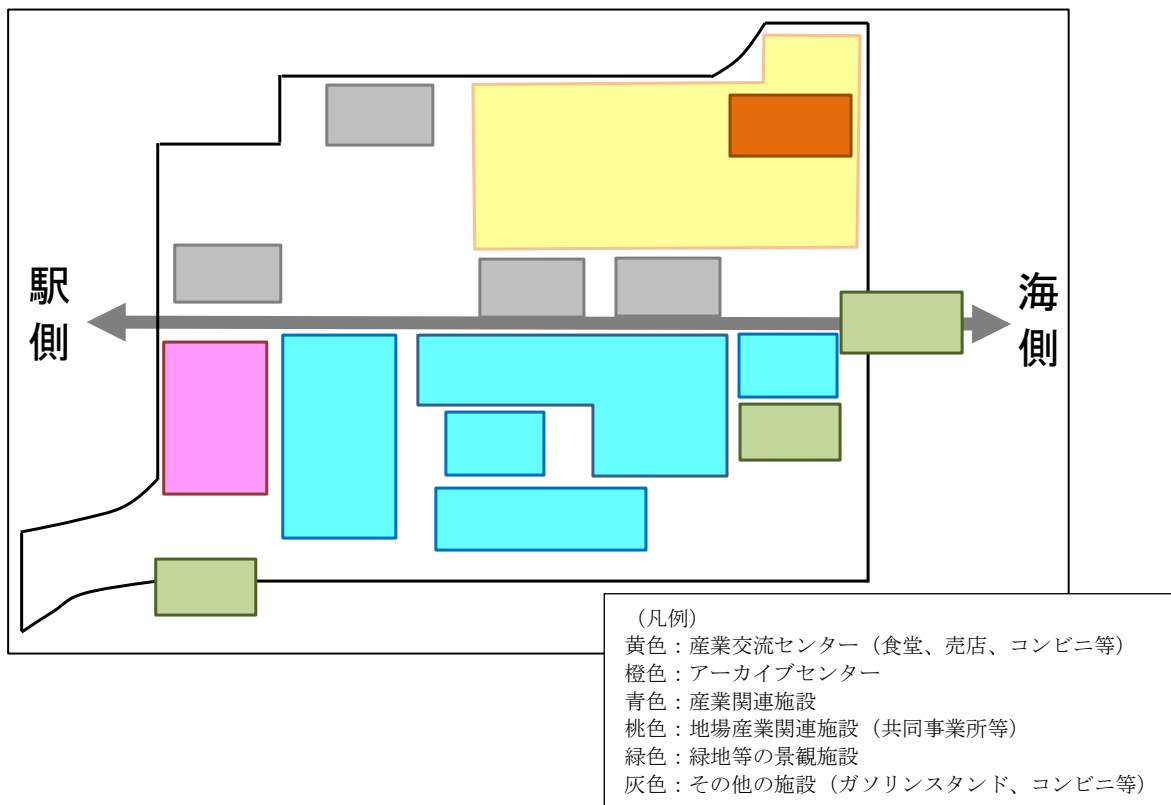 駅側
海側
（凡例）
黄色：産業交流センター（食堂、売店、コンビニ等）
橙色：アーカイブセンター
青色：産業関連施設
桃色：地場産業関連施設（共同事業所等）
緑色：緑地等の景観施設
灰色：その他の施設（ガソリンスタンド、コンビニ等）